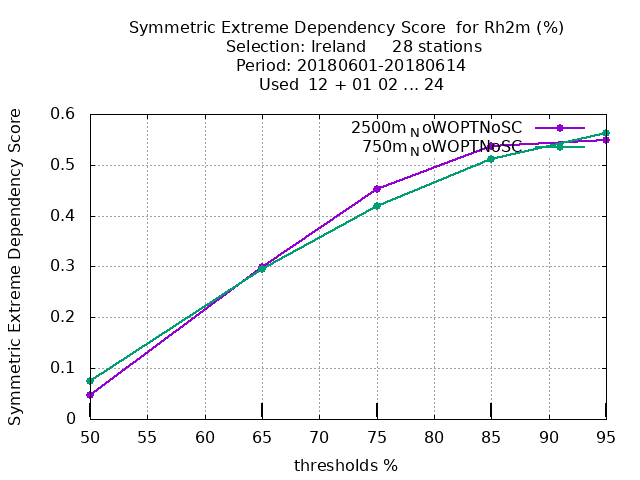 Symmetric Extreme Dependency Score for Rh2m (%)
Selection: Ireland 28 stations
Period: 20180601-20180614
Used 12 + 01 02 ... 24
Symmetric Extreme Dependency Score
0.6
0.5
0.4
0.3
0.2
0.1
0
2500mNoWOPTNoSC
750mNoWOPTNoSC
50 55 60 65 70 75 80 85 90 95
thresholds %